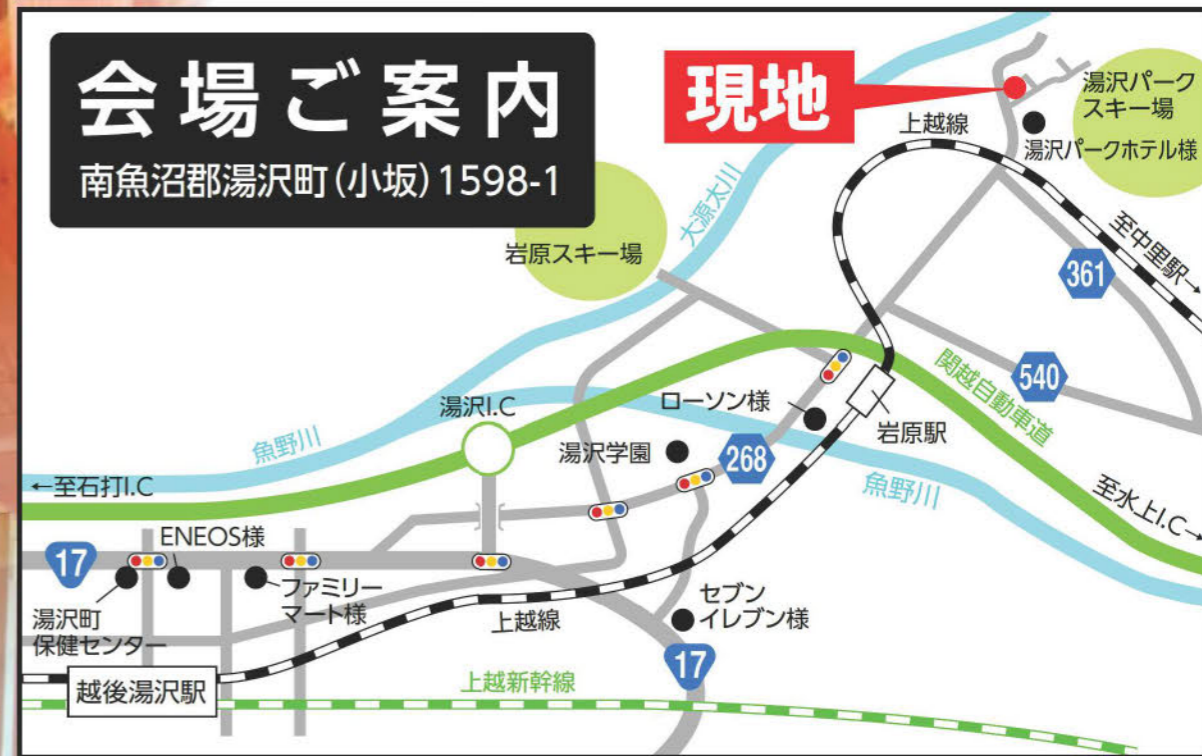 会場ご案内
南魚沼郡湯沢町(小坂)1598-1
現地
湯沢パーク
スキー場
湯沢パークホテル様
上越線
大源太川
岩原スキー場
至中里駅→
361
540
関越自動車道
湯沢I.C
ローソン様
岩原駅
魚野川
湯沢学園
268
魚野川
←至石打I.C
至水上I.C→
ENEOS様
17
ファミリー
マート様
湯沢町
保健センター
上越線
セブン
イレブン様
17
越後湯沢駅
上越新幹線